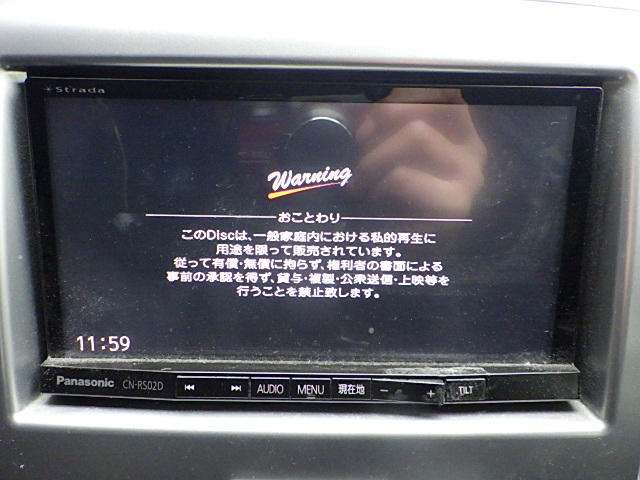 Strada
Warning
おことわり
このDiscは、一般家庭内における私的再生に
用途を限って販売されています。
従って有償・無償に拘らず、権利者の書面による
事前の承認を得ず、貸与・複製・公衆送信・上映等を
行うことを禁止致します。
11:59
Panasonic CN-RS02D AUDIO MENU 現在地 − + TILT